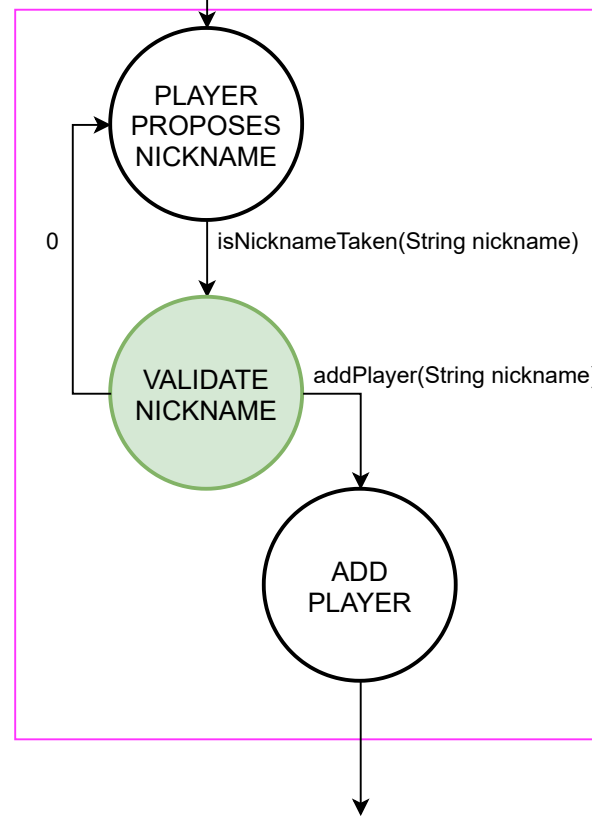 PLAYER
PROPOSES
NICKNAME
0
isNicknameTaken(String nickname)
VALIDATE
NICKNAME
addPlayer(String nickname)
ADD
PLAYER